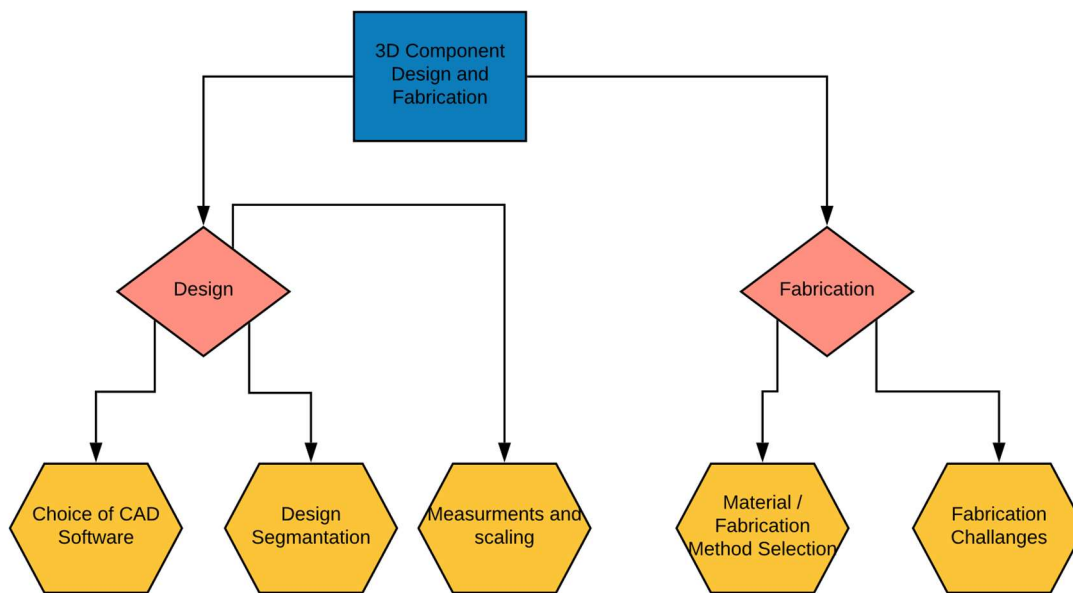 3D Component
Design and
Fabrication
Design
Fabrication
Choice of CAD
Software
Design
Segmantation
Measurments and
scaling
Material /
Fabrication
Method Selection
Fabrication
Challanges